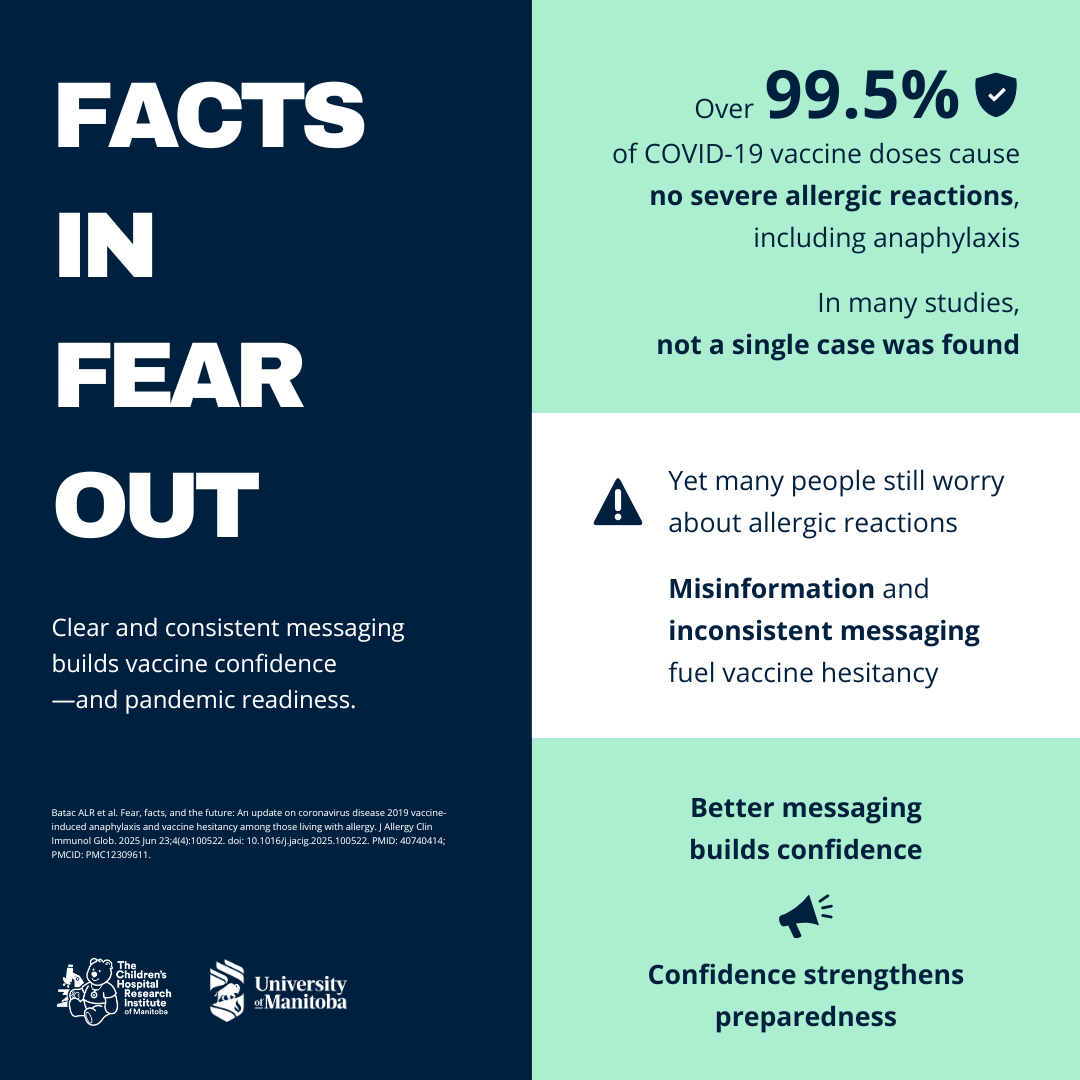 FACTS
IN
FEAR
OUT
Clear and consistent messaging
builds vaccine confidence
—and pandemic readiness.
Batac ALR et al. Fear, facts, and the future: An update on coronavirus disease 2019 vaccine-
induced anaphylaxis and vaccine hesitancy among those living with allergy. J Allergy Clin
Immunol Glob. 2025 Jun 23;4(4):100522. doi: 10.1016/j.jacig.2025.100522. PMID: 40740414;
PMCID: PMC12309611.
The
Children's
Hospital
Research
Institute
of Manitoba
University
of Manitoba
Over 99.5%
of COVID-19 vaccine doses cause
no severe allergic reactions,
including anaphylaxis
In many studies,
not a single case was found
Yet many people still worry
about allergic reactions
Misinformation and
inconsistent messaging
fuel vaccine hesitancy
Better messaging
builds confidence
Confidence strengthens
preparedness